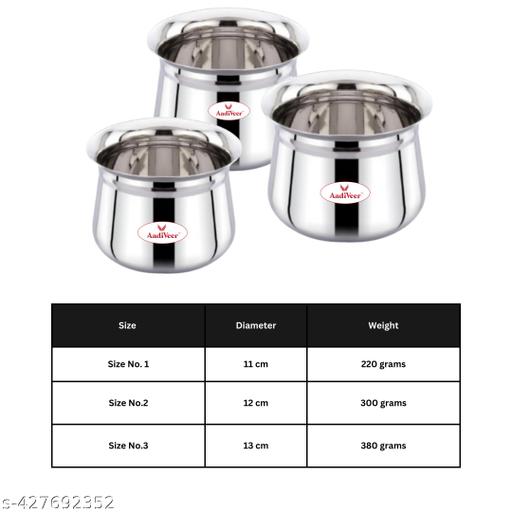 AadiVeer
AadiVeer
AadiVeer
Size Diameter Weight
Size No. 1 11 cm 220 grams
Size No.2 12 cm 300 grams
Size No.3 13 cm 380 grams
s-427692352